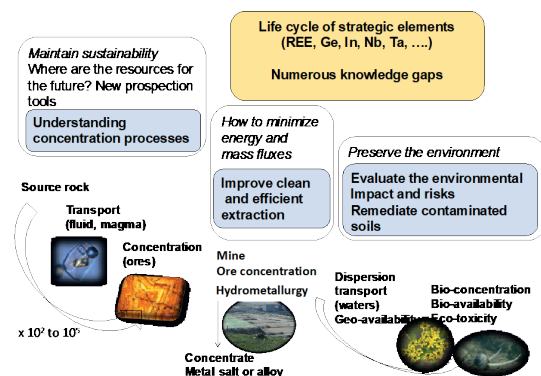 Life cycle of strategic elements
(REE, Ge, In, Nb, Ta, ….)
Numerous knowledge gaps
Maintain sustainability
Where are the resources for
the future? New prospection
tools
Understanding
concentration processes
How to minimize
energy and
mass fluxes
Improve clean
and efficient
extraction
Preserve the environment
Evaluate the environmental
Impact and risks
Remediate contaminated
soils
Source rock
Transport
(fluid, magma)
Concentration
(ores)
x 10² to 10⁵
Mine
Ore concentration
Hydrometallurgy
Concentrate
Metal salt or alloy
Dispersion
transport
(waters)
Geo-availability
Bio-concentration
Bio-availability
Eco-toxicity